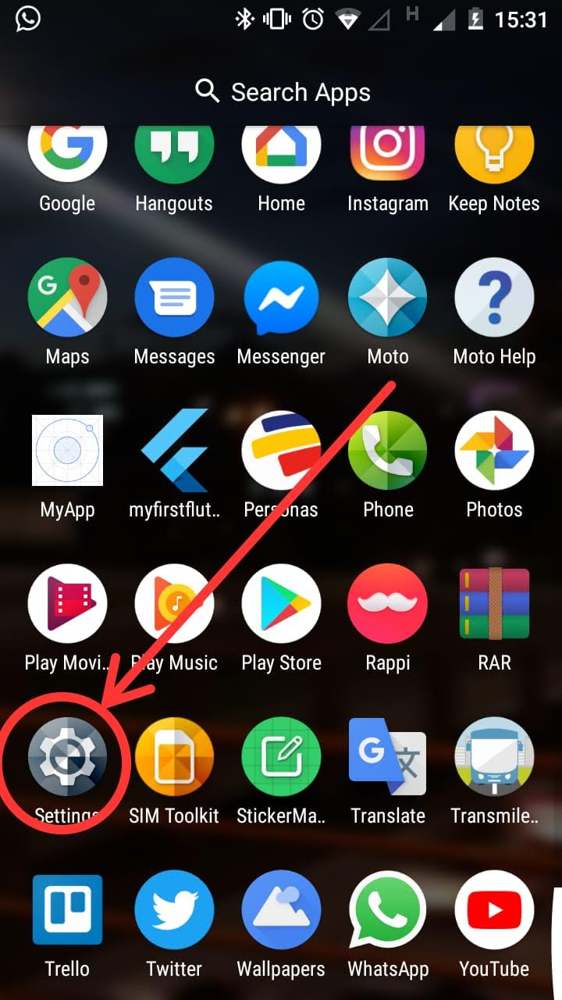 H 15:31
Search Apps
Google Hangouts Home Instagram Keep Notes
G
Maps Messages Messenger Moto Moto Help
MyApp myfirstflut.. Personas Phone Photos
Play Movi.. Play Music Play Store Rappi RAR
G 文
Settings SIM Toolkit StickerMa.. Translate Transmile..
Trello Twitter Wallpapers WhatsApp YouTube